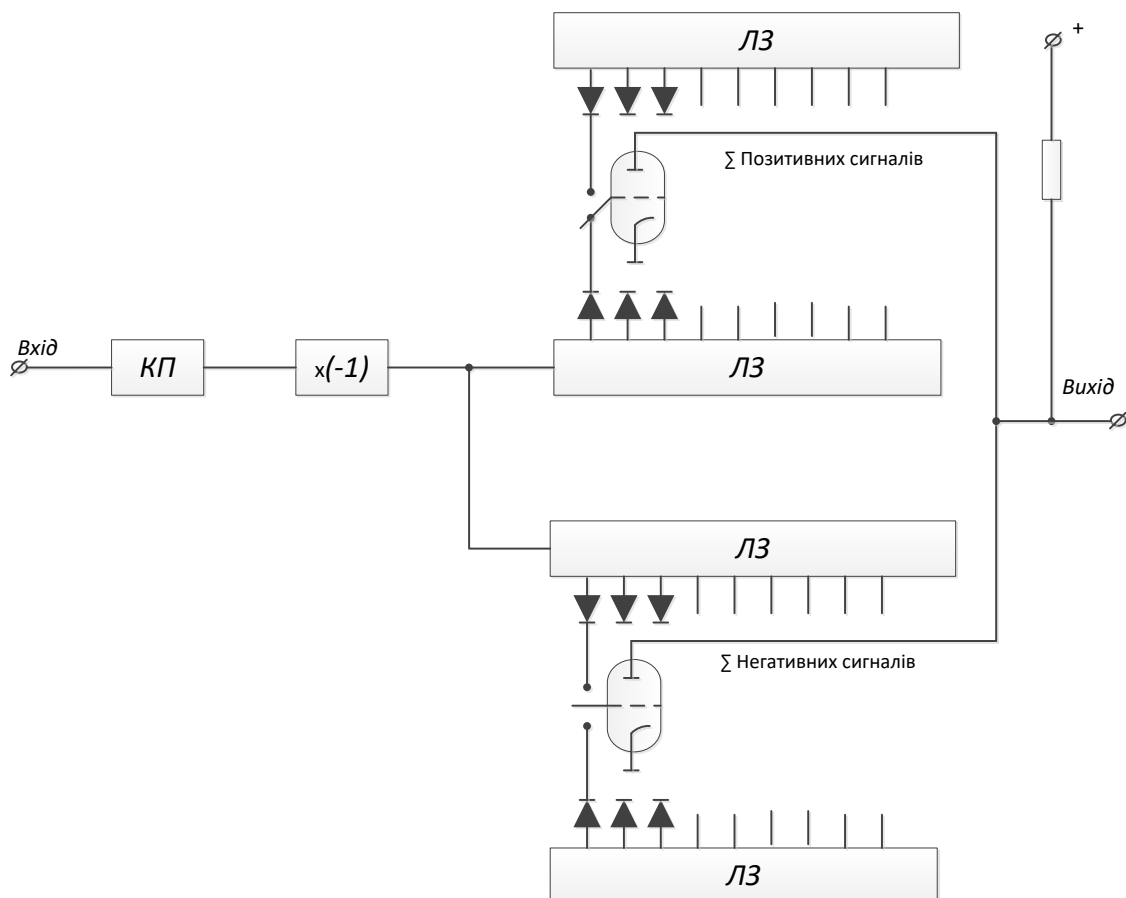 ЛЗ
+
∑ Позитивних сигналів
Вхід
КП
x(-1)
ЛЗ
Вихід
ЛЗ
∑ Негативних сигналів
ЛЗ